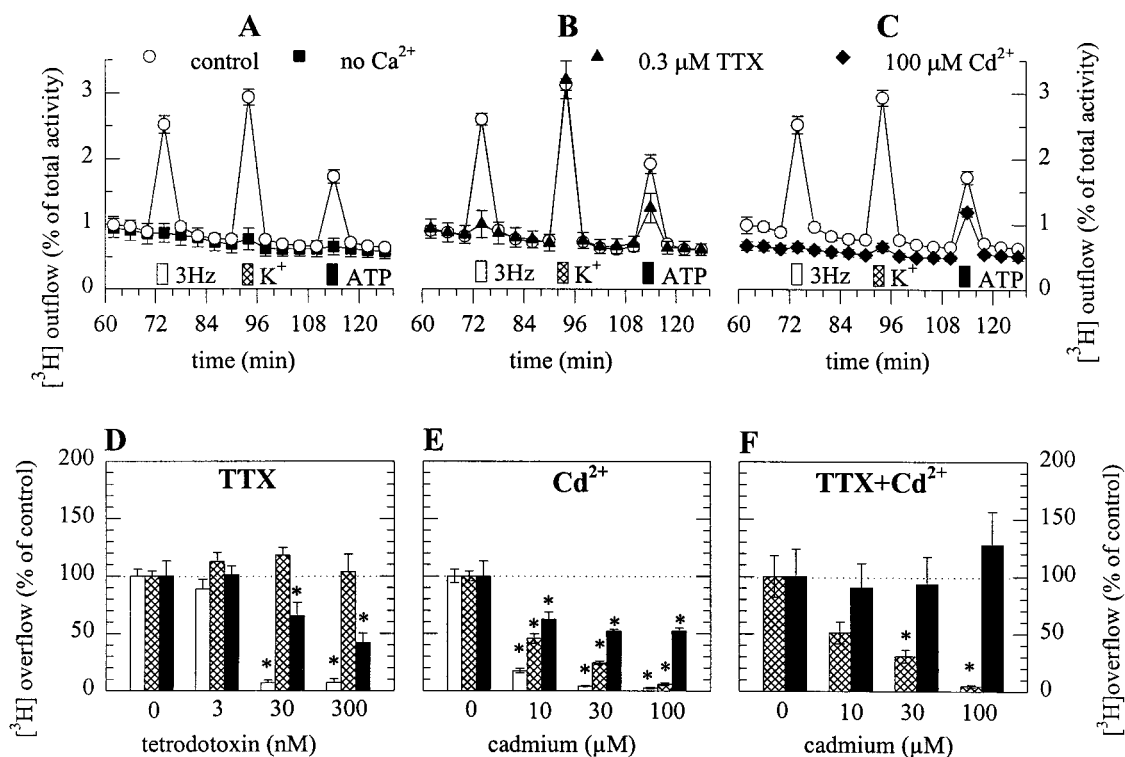 A B C
control no Ca²⁺ 0.3 μM TTX 100 μM Cd²⁺
[³H] outflow (% of total activity)
3
2
1
0
3Hz K⁺ ATP
3Hz K⁺ ATP
3Hz K⁺ ATP
3
2
1
0
[³H] outflow (% of total activity)
60 72 84 96 108 120
60 72 84 96 108 120
60 72 84 96 108 120
time (min) time (min) time (min)
D E F
TTX Cd²⁺ TTX+Cd²⁺
[³H] overflow (% of control)
200
150
100
50
0
* * * *
* * * * * * * * *
* *
200
150
100
50
0
[³H]overflow (% of control)
0 3 30 300
0 10 30 100
0 10 30 100
tetrodotoxin (nM) cadmium (μM) cadmium (μM)